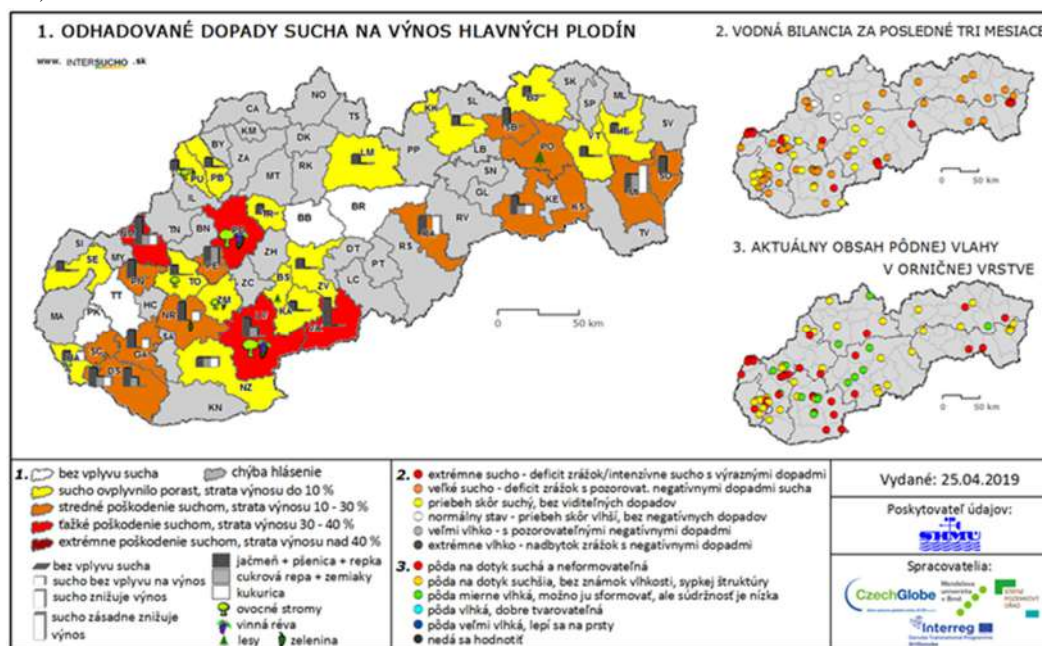 1. ODHADOVANÉ DOPADY SUCHA NA VÝNOS HLAVNÝCH PLODÍN
www. INTERSUCHO .sk
CA
NO
TS
KM
DK
BY
ZA
RK
MT
PU
PB
IL
LM
KK
SL
PP
BJ
SK
SP
ML
SB
VT
ME
SV
PO
LB
SN
GL
KE
KS
TV
RV
RS
BR
BB
TN
BN
SI
SE
MY
ZH
DT
PT
LC
ZC
BS
ZV
KA
TO
TT
HC
PK
MA
NR
SA
GA
DS
NZ
KN
50 km
2. VODNÁ BILANCIA ZA POSLEDNÉ TRI MESIACE
50 km
3. AKTUÁLNY OBSAH PÔDNEJ VLAHY
V ORNIČNEJ VRSTVE
50 km
1.
bez vplyvu sucha
chýba hlásenie
sucho ovplyvnilo porast, strata výnosu do 10 %
stredné poškodenie suchom, strata výnosu 10 - 30 %
ťažké poškodenie suchom, strata výnosu 30 - 40 %
extrémne poškodenie suchom, strata výnosu nad 40 %
bez vplyvu sucha
sucho bez vplyvu na výnos
sucho znižuje výnos
sucho zásadne znižuje
výnos
jačmeň + pšenica + repka
cukrová repa + zemiaky
kukurica
ovocné stromy
vinná réva
lesy
zelenina
2.
extrémne sucho - deficit zrážok/intenzívne sucho s výraznými dopadmi
veľké sucho - deficit zrážok s pozorovat. negatívnymi dopadmi sucha
priebeh skôr suchý, bez viditeľných dopadov
normálny stav - priebeh skôr vlhší, bez negatívnych dopadov
veľmi vlhko - s pozorovateľnými negatívnymi dopadmi
extrémne vlhko - nadbytok zrážok s negatívnymi dopadmi
3.
pôda na dotyk suchá a neformovateľná
pôda na dotyk suchšia, bez známok vlhkosti, sypkej štruktúry
pôda mierne vlhká, možno ju sformovať, ale súdržnosť je nízka
pôda vlhká, dobre tvarovateľná
pôda veľmi vlhká, lepí sa na prsty
nedá sa hodnotiť
Vydané: 25.04.2019
Poskytovateľ údajov:
SHMÚ
Spracovatelia:
CzechGlobe
Mendelova
univerzita
v Brně
Interreg